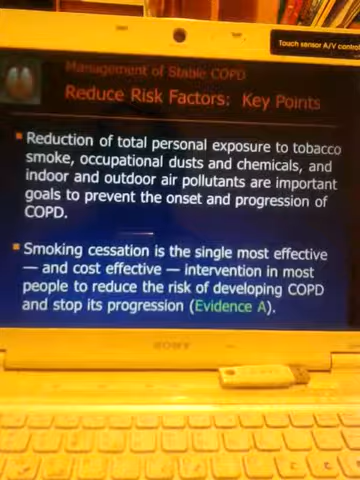 Touch sensor A/V control
Management of Stable COPD
Reduce Risk Factors: Key Points
Reduction of total personal exposure to tobacco
smoke, occupational dusts and chemicals, and
indoor and outdoor air pollutants are important
goals to prevent the onset and progression of
COPD.
Smoking cessation is the single most effective
— and cost effective — intervention in most
people to reduce the risk of developing COPD
and stop its progression (Evidence A).
SONY